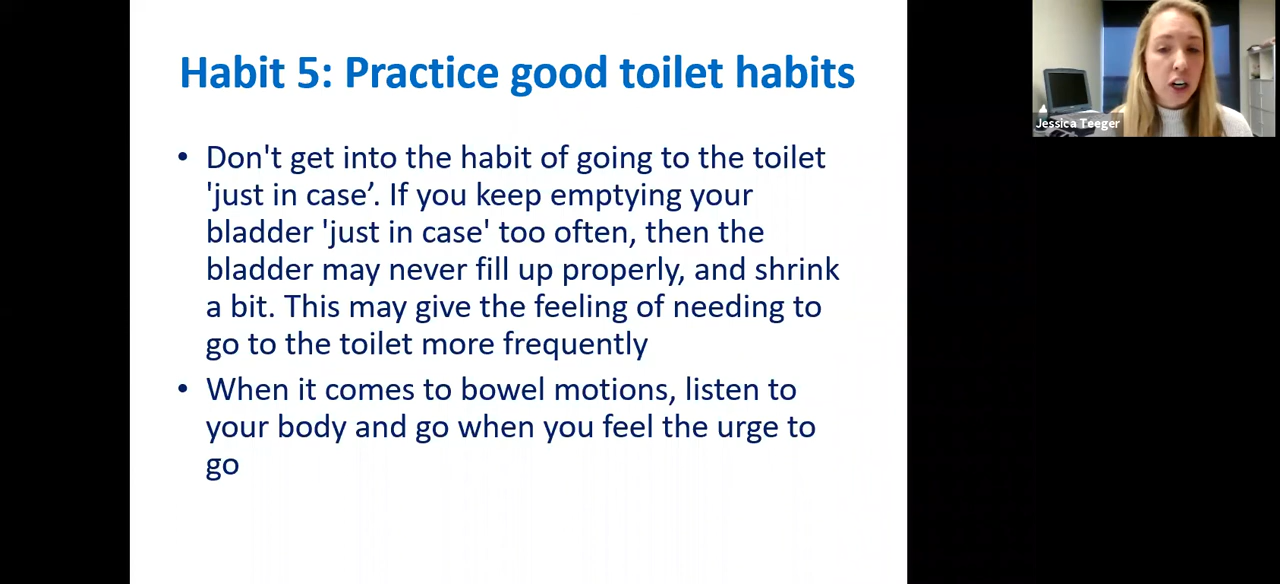 Habit 5: Practice good toilet habits
• Don't get into the habit of going to the toilet
'just in case’. If you keep emptying your
bladder 'just in case' too often, then the
bladder may never fill up properly, and shrink
a bit. This may give the feeling of needing to
go to the toilet more frequently
• When it comes to bowel motions, listen to
your body and go when you feel the urge to
go
Jessica Teeger